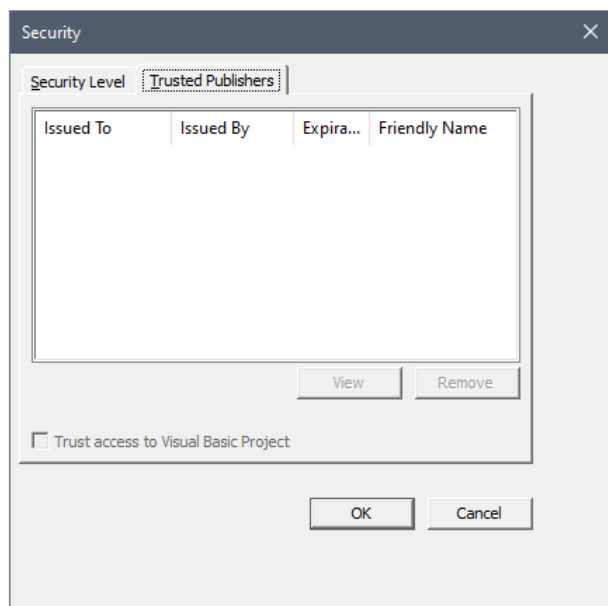 Security
Security Level Trusted Publishers
Issued To Issued By Expira... Friendly Name
View Remove
Trust access to Visual Basic Project
OK Cancel